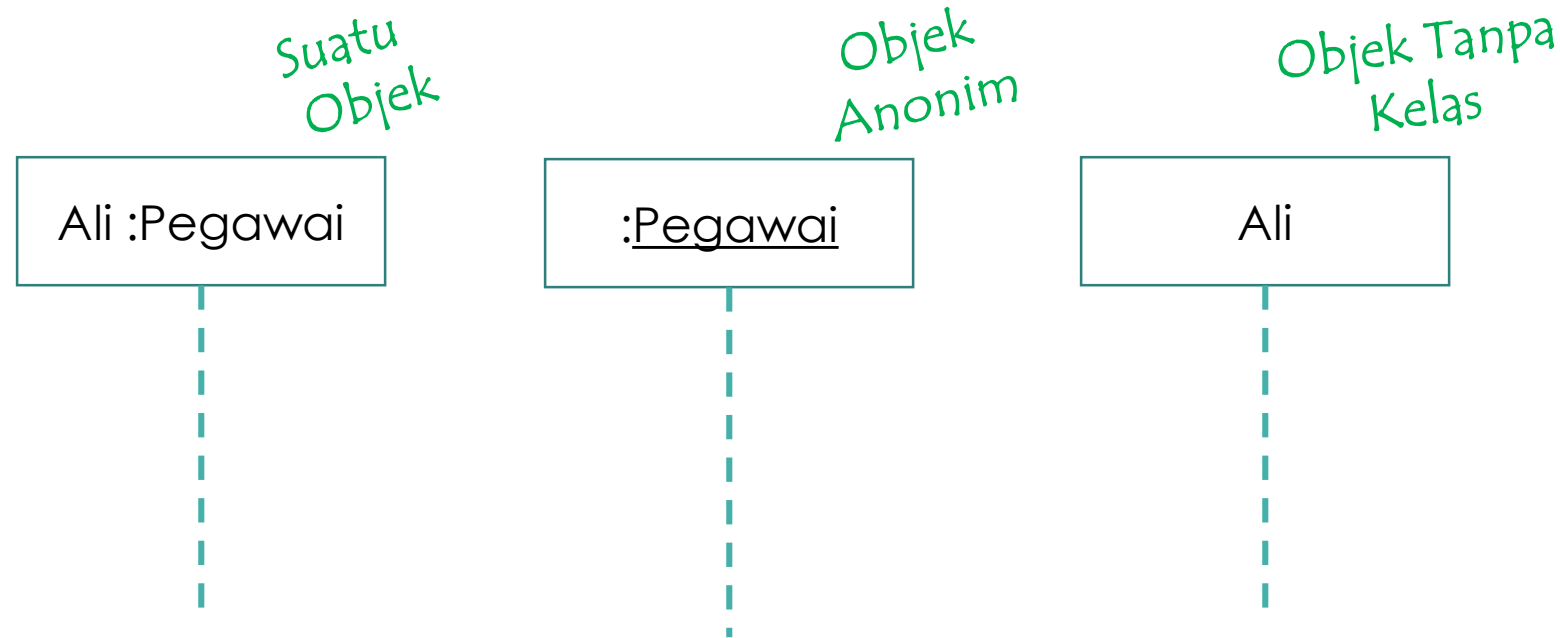 Suatu
Objek
Objek
Anonim
Objek Tanpa
Kelas
Ali :Pegawai
:Pegawai
Ali